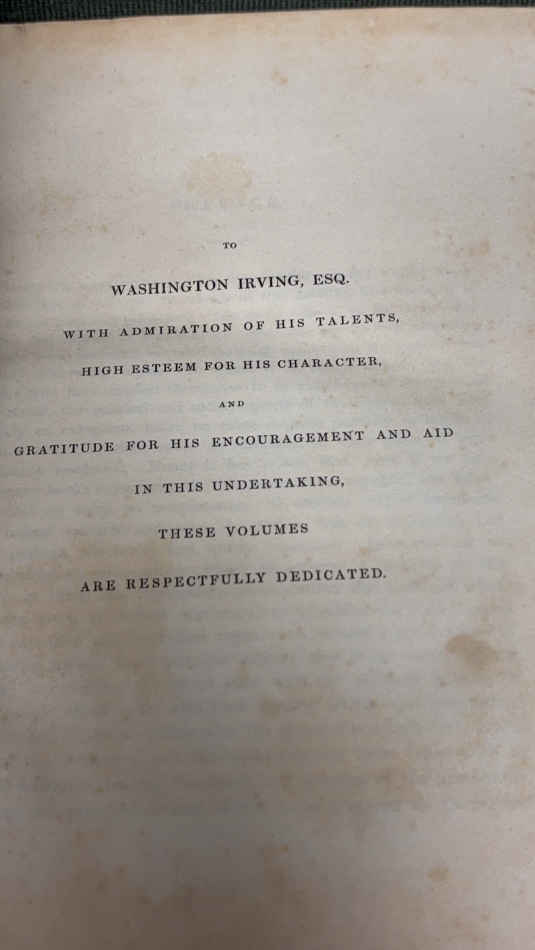 TO
WASHINGTON IRVING, ESQ.
WITH ADMIRATION OF HIS TALENTS,
HIGH ESTEEM FOR HIS CHARACTER,
AND
GRATITUDE FOR HIS ENCOURAGEMENT AND AID
IN THIS UNDERTAKING,
THESE VOLUMES
ARE RESPECTFULLY DEDICATED.